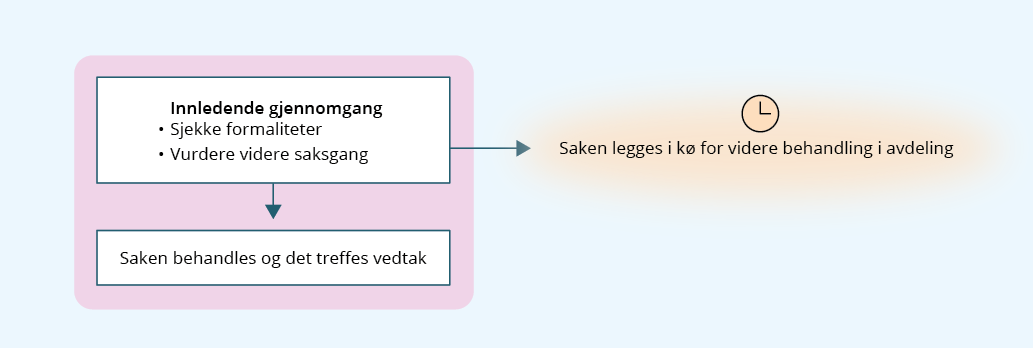 Innledende gjennomgang
• Sjekke formaliteter
• Vurdere videre saksgang
Saken legges i kø for videre behandling i avdeling
Saken behandles og det treffes vedtak